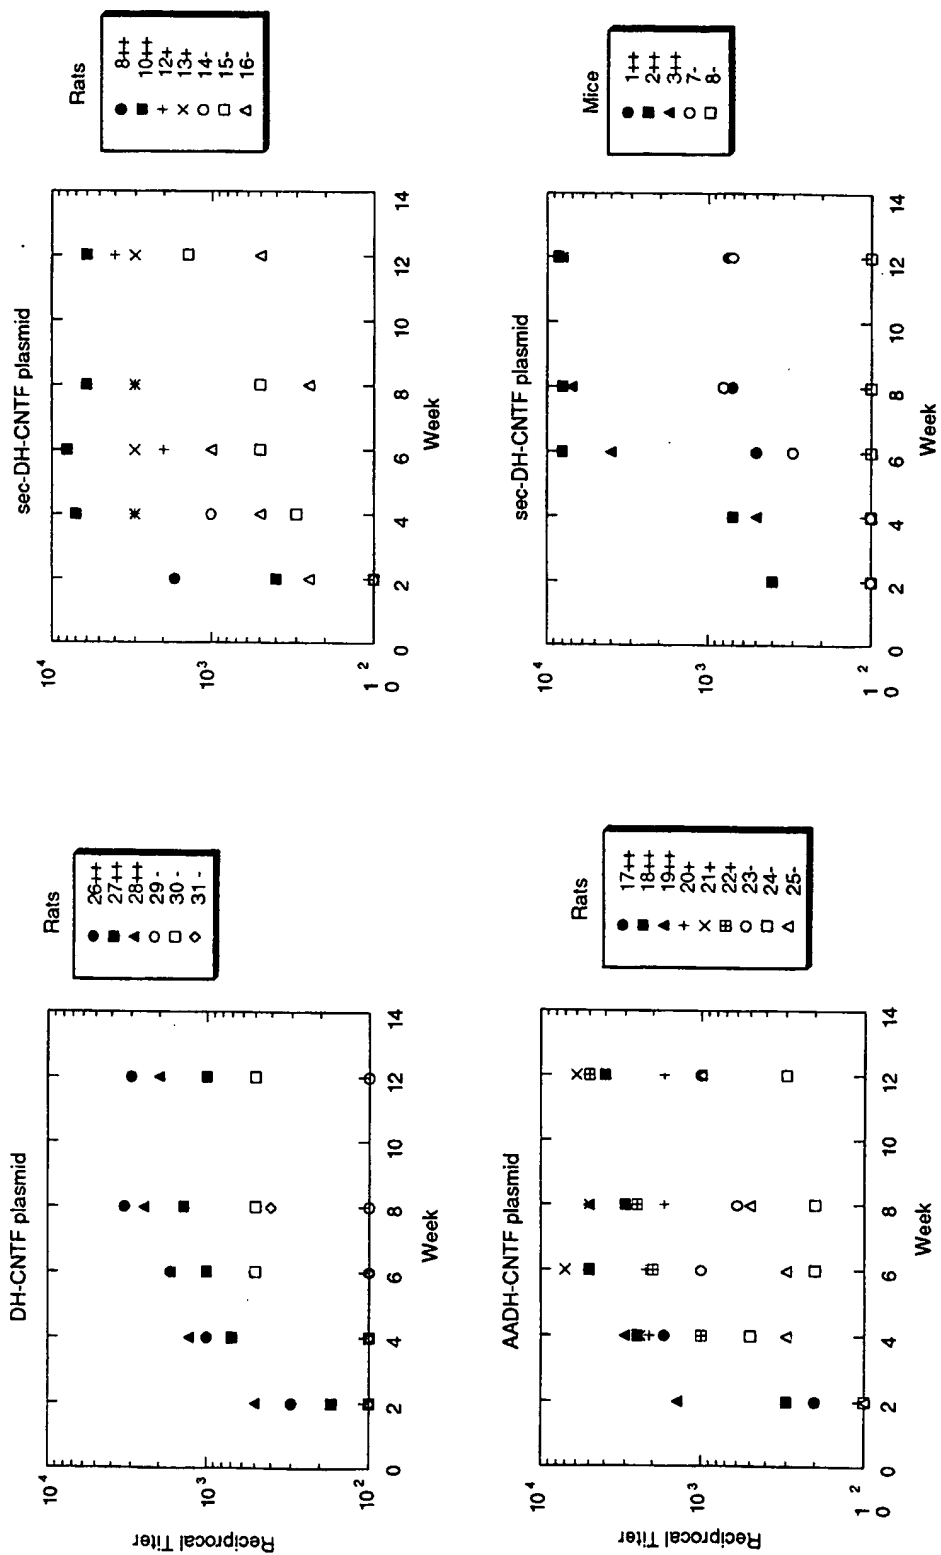 DH-CNTF plasmid
Reciprocal Titer
10 4
10 3
10 2
0 2 4 6 8 10 12 14
Week
Rats
26++
27++
28++
29 -
30 -
31 -
sec-DH-CNTF plasmid
10 4
10 3
1 2
0
0 2 4 6 8 10 12 14
Week
Rats
8++
10++
12+
13+
14-
15-
16-
AADH-CNTF plasmid
Reciprocal Titer
10 4
10 3
1 2
0
0 2 4 6 8 10 12 14
Week
Rats
17++
18++
19++
20+
21+
22+
23-
24-
25-
sec-DH-CNTF plasmid
10 4
10 3
1 2
0
0 2 4 6 8 10 12 14
Week
Mice
1++
2++
3++
7-
8-